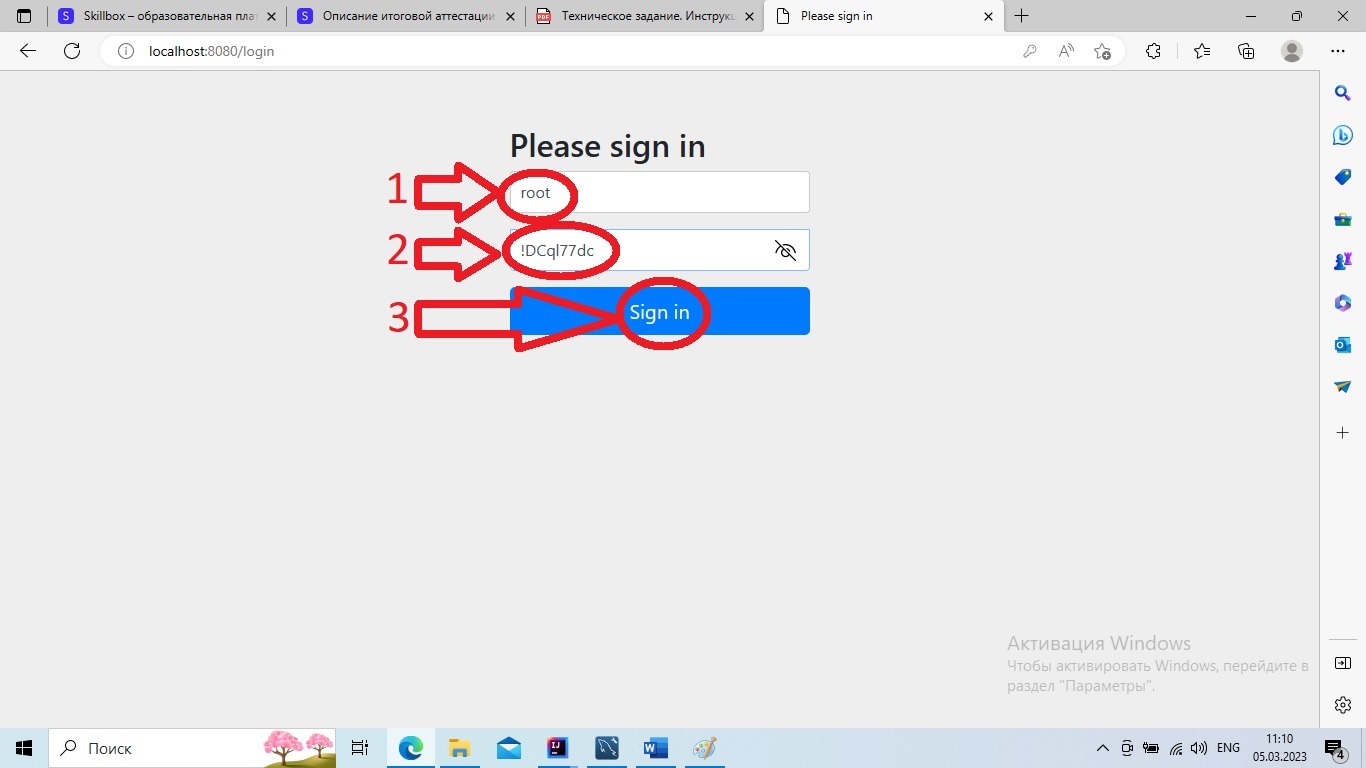 Skillbox – образовательная плат
Описание итоговой аттестации
Техническое задание. Инструкц
Please sign in
localhost:8080/login
Please sign in
1
root
2
!DCql77dc
3
Sign in
Активация Windows
Чтобы активировать Windows, перейдите в
раздел "Параметры".
Поиск
ENG
11:10
05.03.2023
4